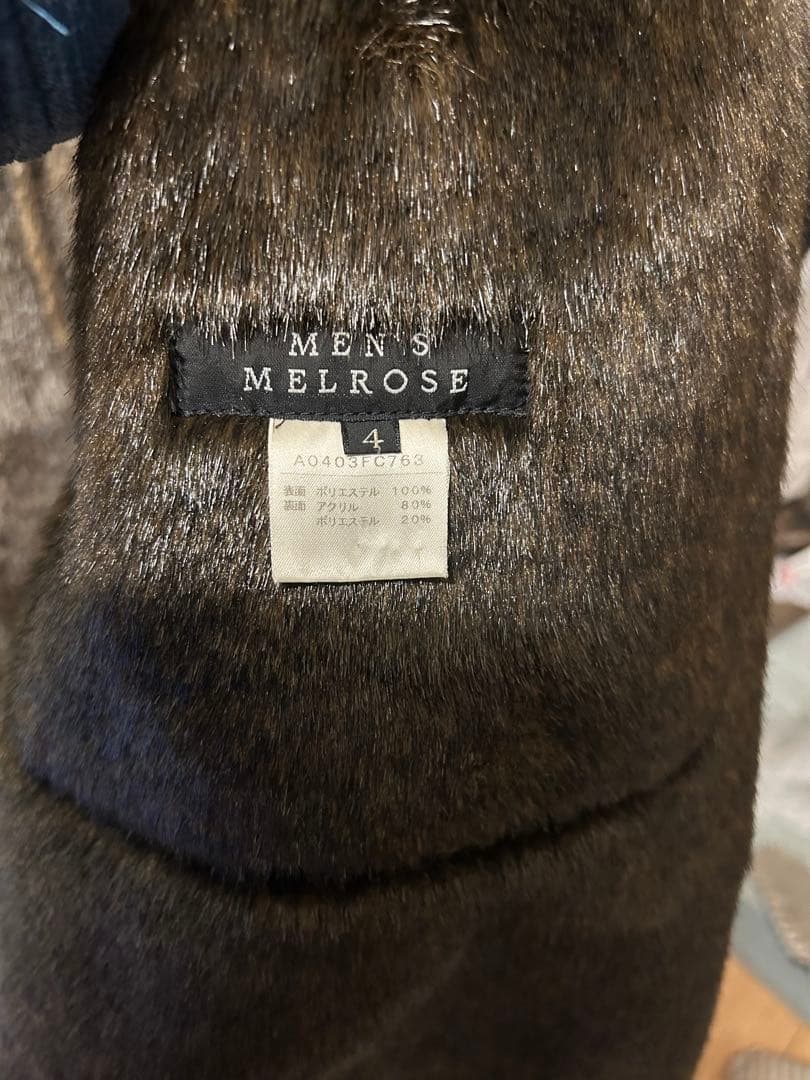 MEN'S
MELROSE
4
A0403FC763
表面 ポリエステル 100%
裏面 アクリル 80%
ポリエステル 20%